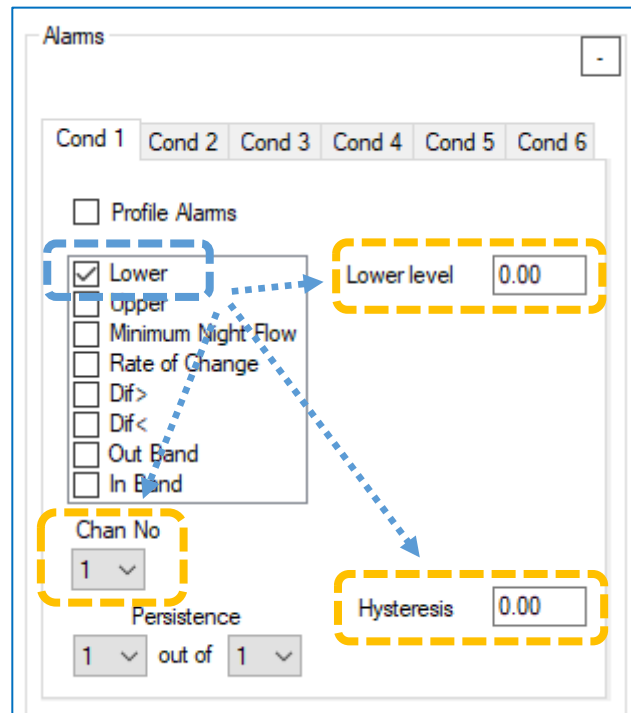 Alarms
-
Cond 1 Cond 2 Cond 3 Cond 4 Cond 5 Cond 6
Profile Alarms
Lower Lower level 0.00
Upper
Minimum Night Flow
Rate of Change
Dif>
Dif<
Out Band
In Band
Chan No
1
Hysteresis 0.00
Persistence
1 out of 1